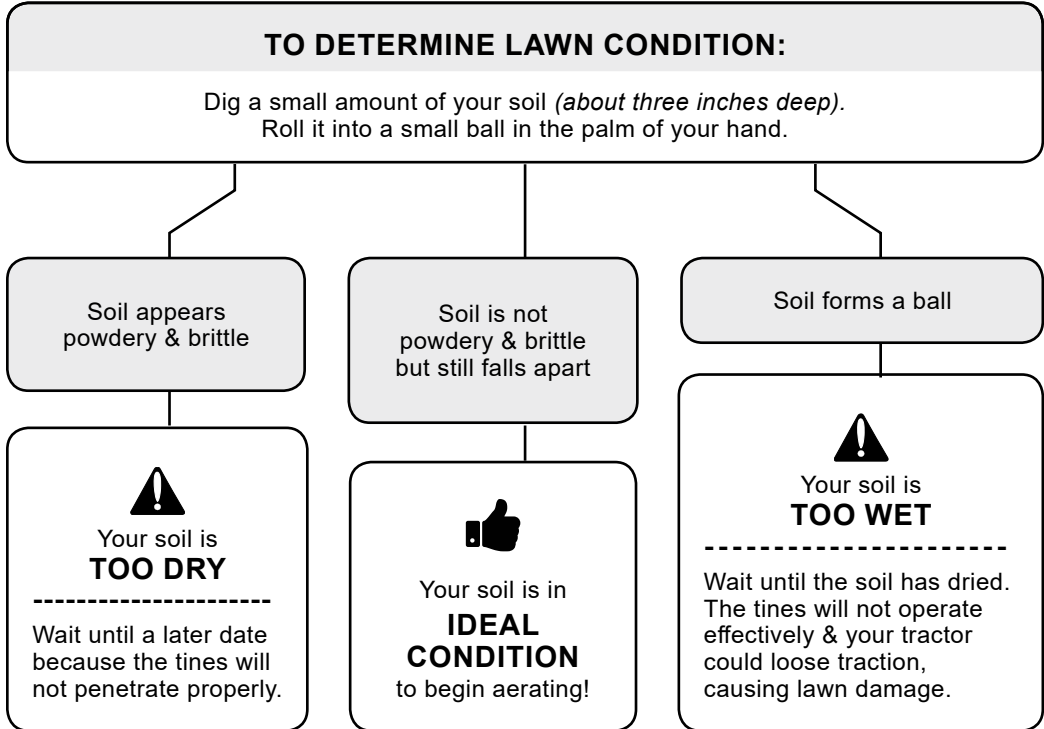 TO DETERMINE LAWN CONDITION:
Dig a small amount of your soil (about three inches deep).
Roll it into a small ball in the palm of your hand.
Soil appears
powdery & brittle
Your soil is
TOO DRY
Wait until a later date
because the tines will
not penetrate properly.
Soil is not
powdery & brittle
but still falls apart
Your soil is in
IDEAL
CONDITION
to begin aerating!
Soil forms a ball
Your soil is
TOO WET
Wait until the soil has dried.
The tines will not operate
effectively & your tractor
could loose traction,
causing lawn damage.